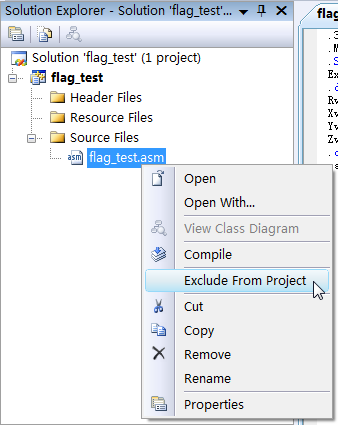 Solution Explorer - Solution 'flag_test'...
flag
Solution 'flag_test' (1 project)
flag_test
Header Files
Resource Files
Source Files
asm flag_test.asm
Open
Open With...
View Class Diagram
Compile
Exclude From Project
Cut
Copy
Remove
Rename
Properties